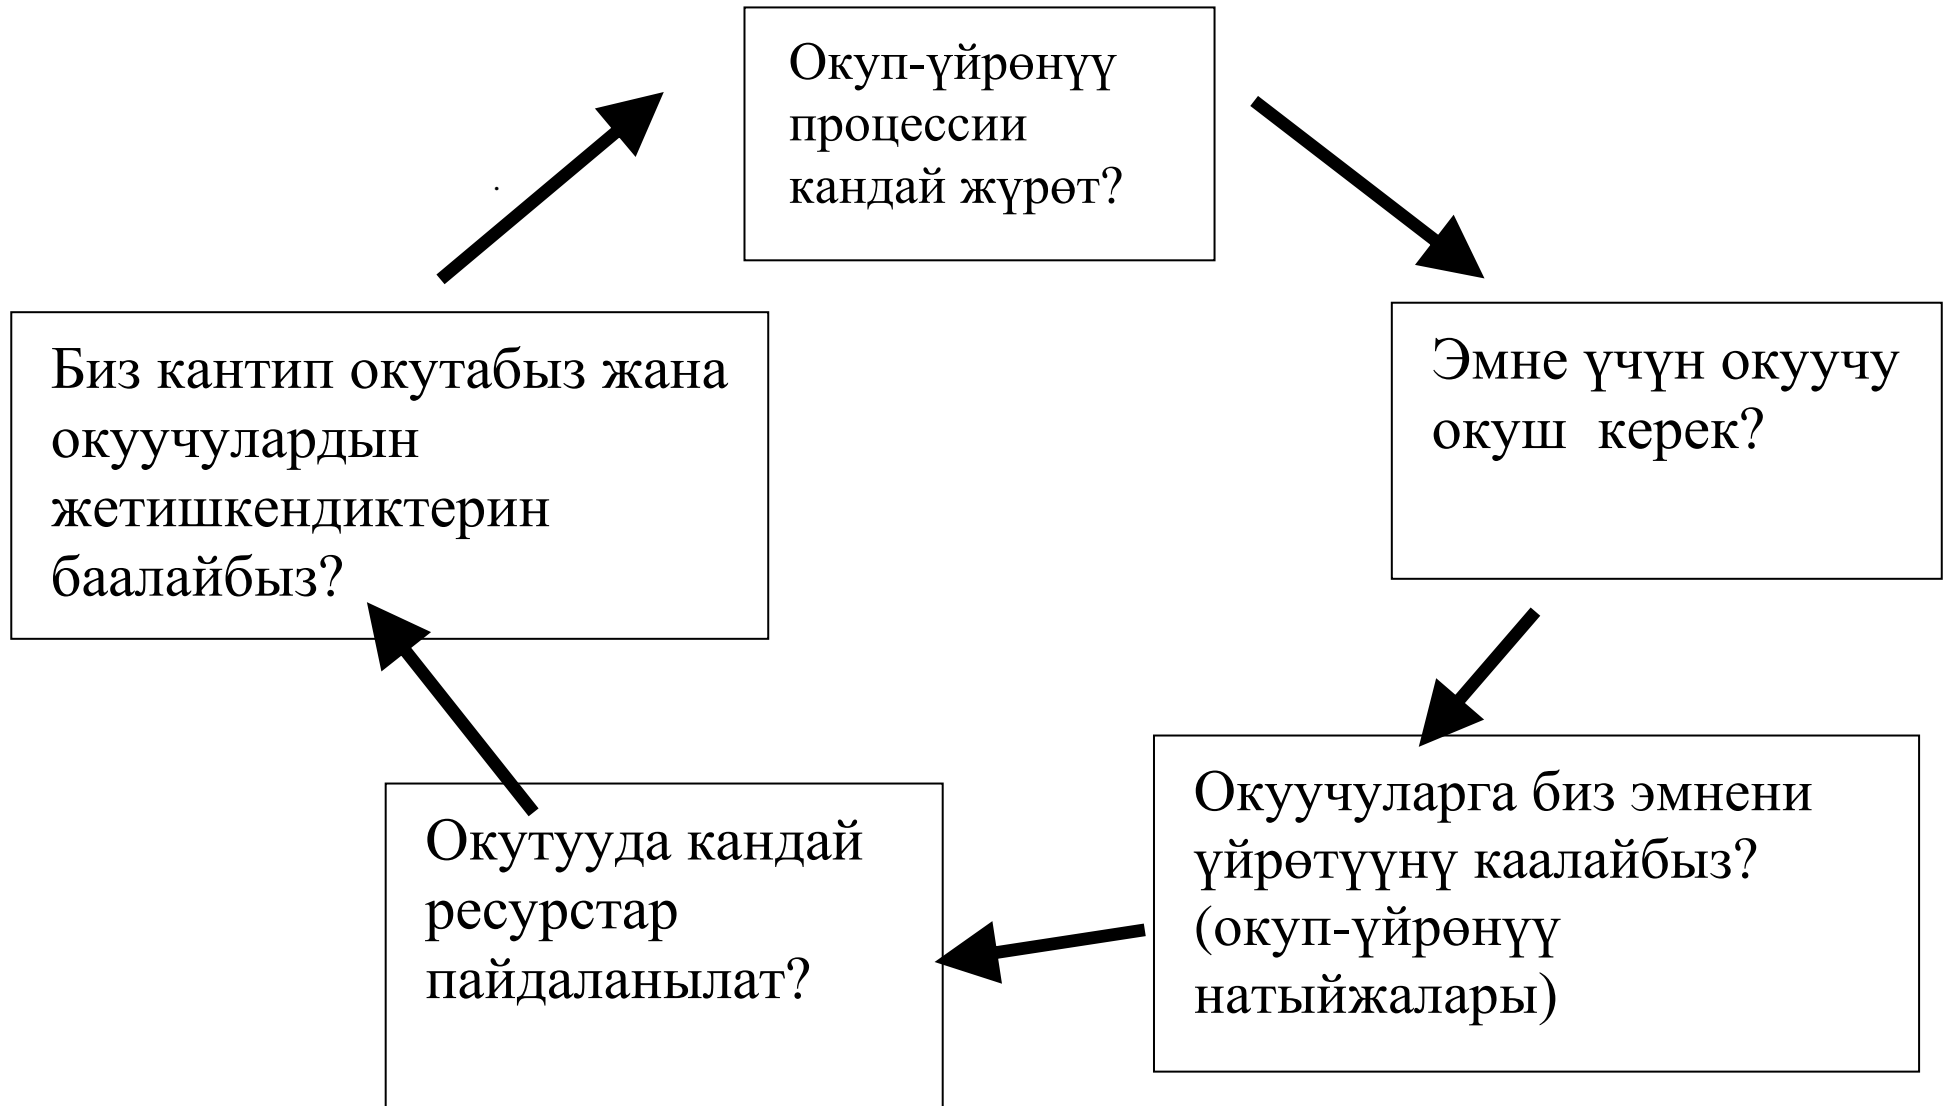 Окуп-үйрөнүү
процессии
кандай жүрөт?
Эмне үчүн окуучу
окуш  керек?
Окуучуларга биз эмнени
үйрөтүүнү каалайбыз?
(окуп-үйрөнүү
натыйжалары)
Окутууда кандай
ресурстар
пайдаланылат?
Биз кантип окутабыз жана
окуучулардын
жетишкендиктерин
баалайбыз?
.